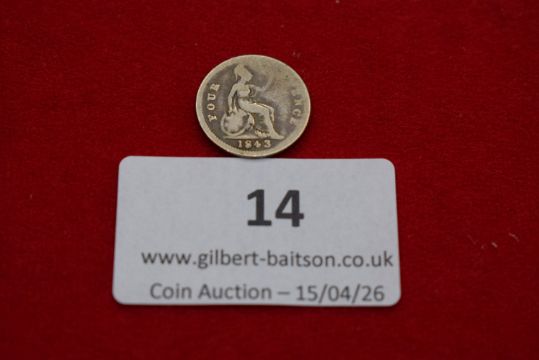 FOUR PENCE
1843
14
www.gilbert-baitson.co.uk
Coin Auction – 15/04/26